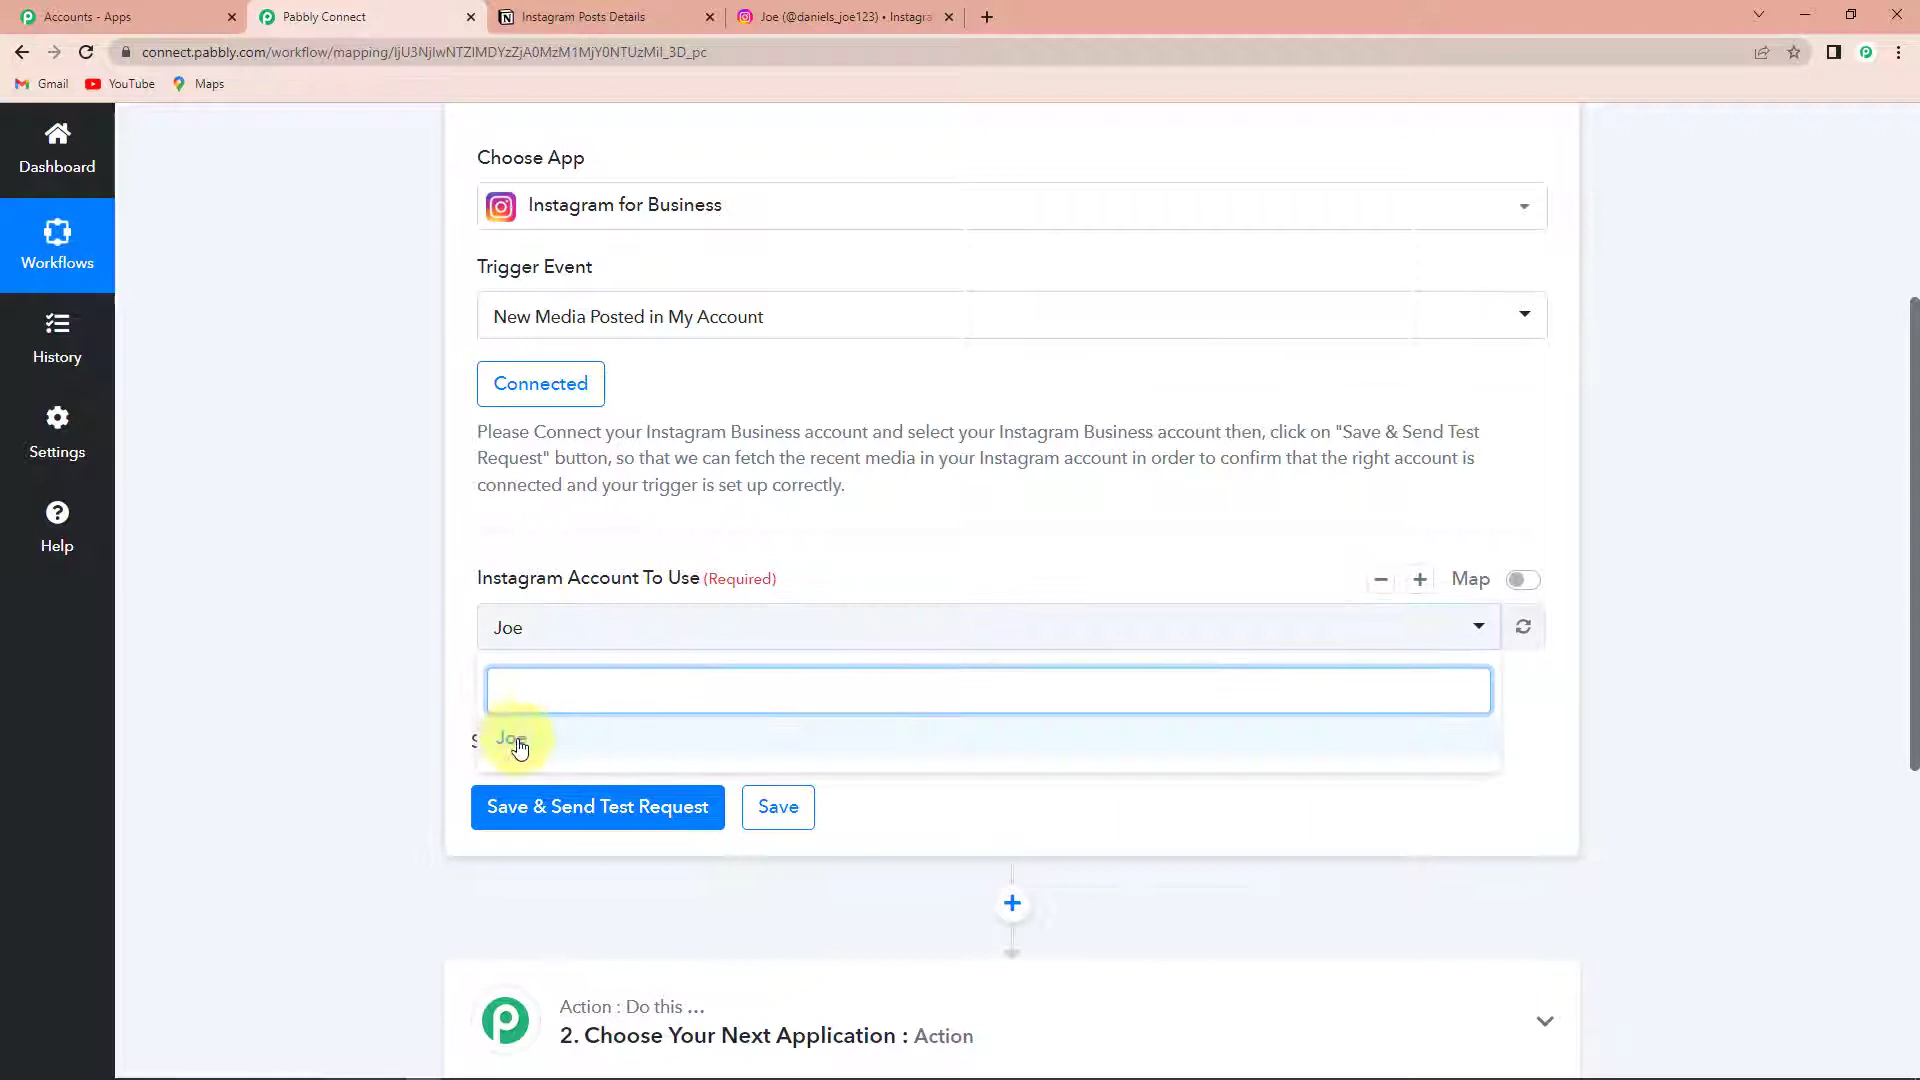 Accounts - Apps
Pabbly Connect
Instagram Posts Details
Joe (@daniels_joe123) • Instagra
connect.pabbly.com/workflow/mapping/IjU3NjIwNTZlMDYzZjA0MzM1MjY0NTUzMiI_3D_pc
Gmail
YouTube
Maps
Dashboard
Workflows
History
Settings
Help
Choose App
Instagram for Business
Trigger Event
New Media Posted in My Account
Connected
Please Connect your Instagram Business account and select your Instagram Business account then, click on "Save & Send Test
Request" button, so that we can fetch the recent media in your Instagram account in order to confirm that the right account is
connected and your trigger is set up correctly.
Instagram Account To Use (Required)
Map
Joe
Joe
Save & Send Test Request
Save
Action : Do this ...
2. Choose Your Next Application : Action